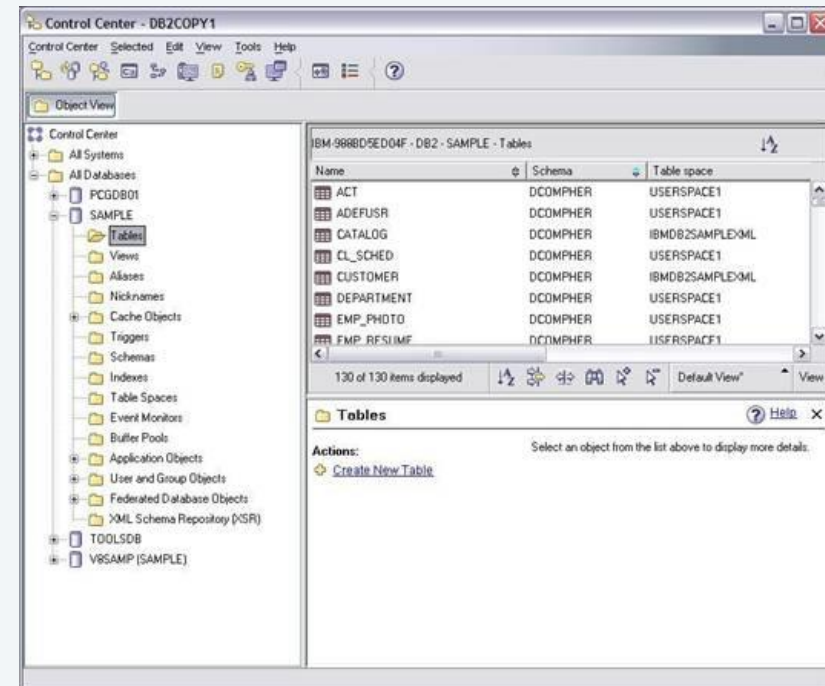 Control Center - DB2COPY1
Control Center Selected Edit View Tools Help
Object View
Control Center
All Systems
All Databases
PCGDB01
SAMPLE
Tables
Views
Aliases
Nicknames
Cache Objects
Triggers
Schemas
Indexes
Table Spaces
Event Monitors
Buffer Pools
Application Objects
User and Group Objects
Federated Database Objects
XML Schema Repository (XSR)
TOOLSDB
V8SAMP (SAMPLE)
IBM-988BD5ED04F - DB2 - SAMPLE - Tables
Name Schema Table space
ACT DCOMPHER USERSPACE1
ADEFUSR DCOMPHER USERSPACE1
CATALOG DCOMPHER IBMDB2SAMPLEXML
CL_SCHED DCOMPHER USERSPACE1
CUSTOMER DCOMPHER IBMDB2SAMPLEXML
DEPARTMENT DCOMPHER USERSPACE1
EMP_PHOTO DCOMPHER USERSPACE1
EMP_RESUME DCOMPHER USERSPACE1
130 of 130 items displayed Default View* View
Tables Help
Actions:
Create New Table
Select an object from the list above to display more details.